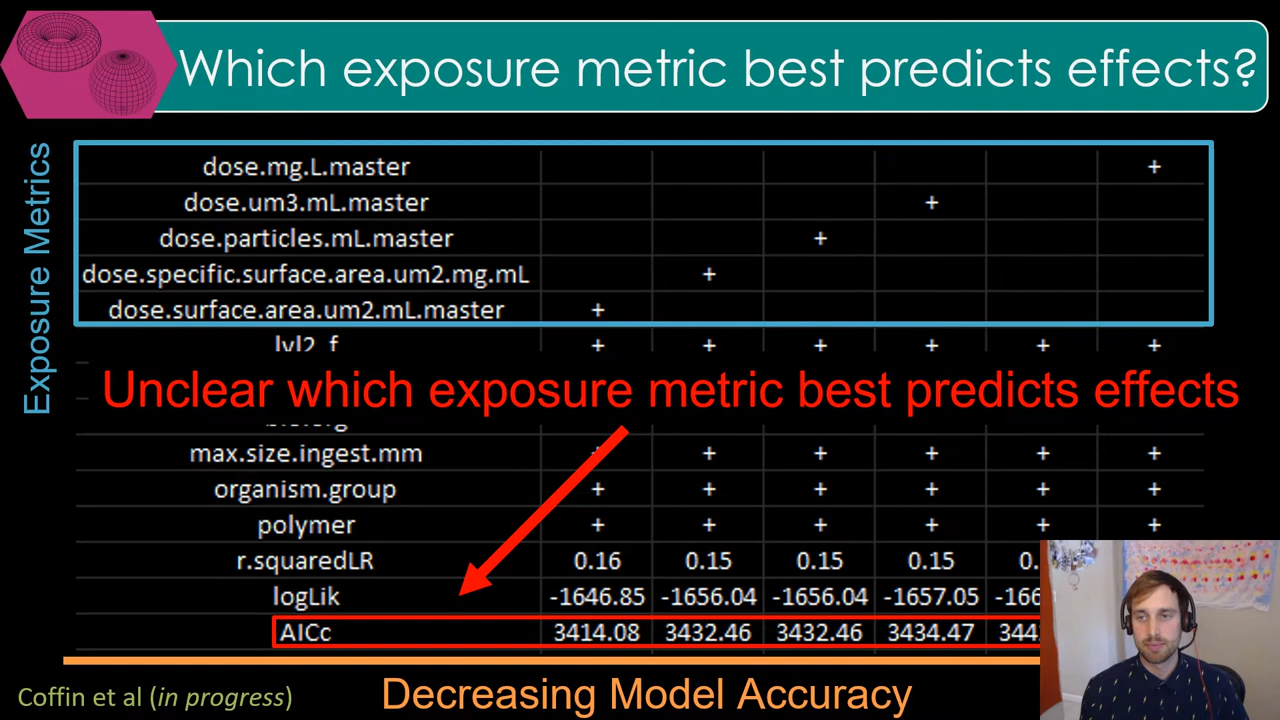 Which exposure metric best predicts effects?
Exposure Metrics
dose.mg.L.master +
dose.um3.mL.master +
dose.particles.mL.master +
dose.specific.surface.area.um2.mg.mL +
dose.surface.area.um2.mL.master +
lvl2_f + + + + + +
Unclear which exposure metric best predicts effects
max.size.ingest.mm + + + + + +
organism.group + + + + + +
polymer + + + + + +
r.squaredLR 0.16 0.15 0.15 0.15 0.
logLik -1646.85 -1656.04 -1656.04 -1657.05 -166
AICc 3414.08 3432.46 3432.46 3434.47 344
Coffin et al (in progress)
Decreasing Model Accuracy